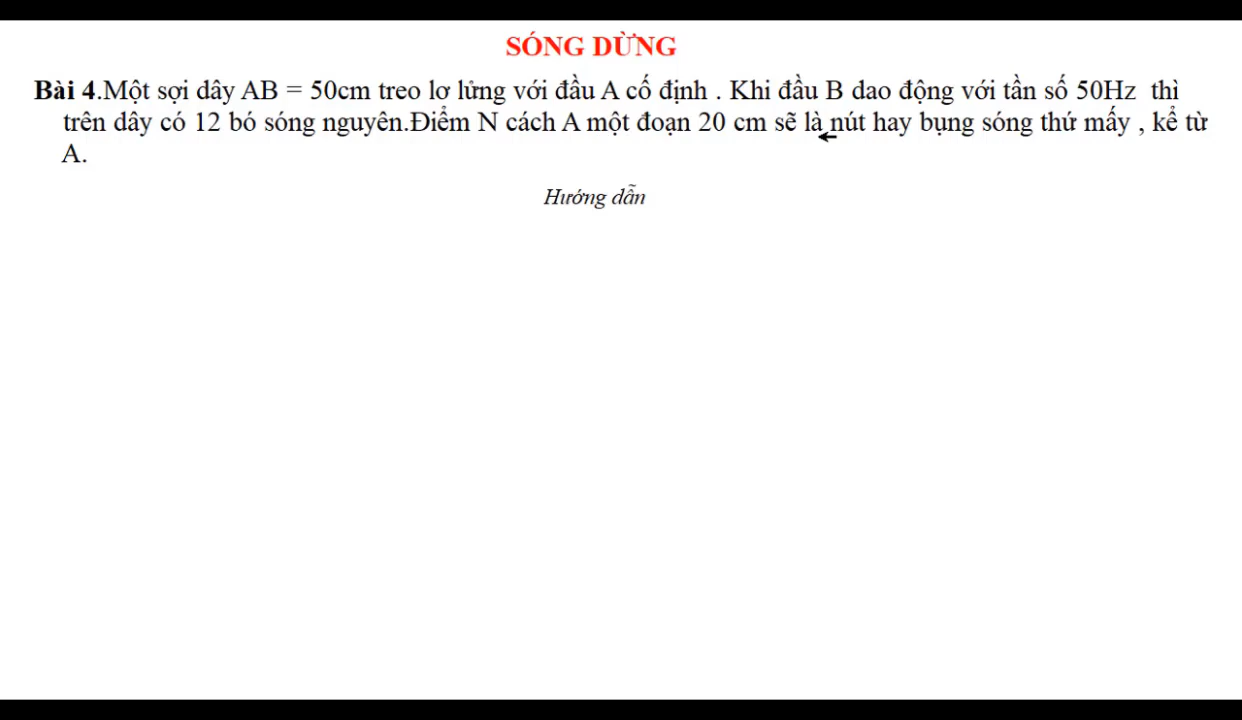 SÓNG DỪNG
Bài 4.Một sợi dây AB = 50cm treo lơ lửng với đầu A cố định . Khi đầu B dao động với tần số 50Hz thì
trên dây có 12 bó sóng nguyên.Điểm N cách A một đoạn 20 cm sẽ là nút hay bụng sóng thứ mấy , kể từ
A.
Hướng dẫn